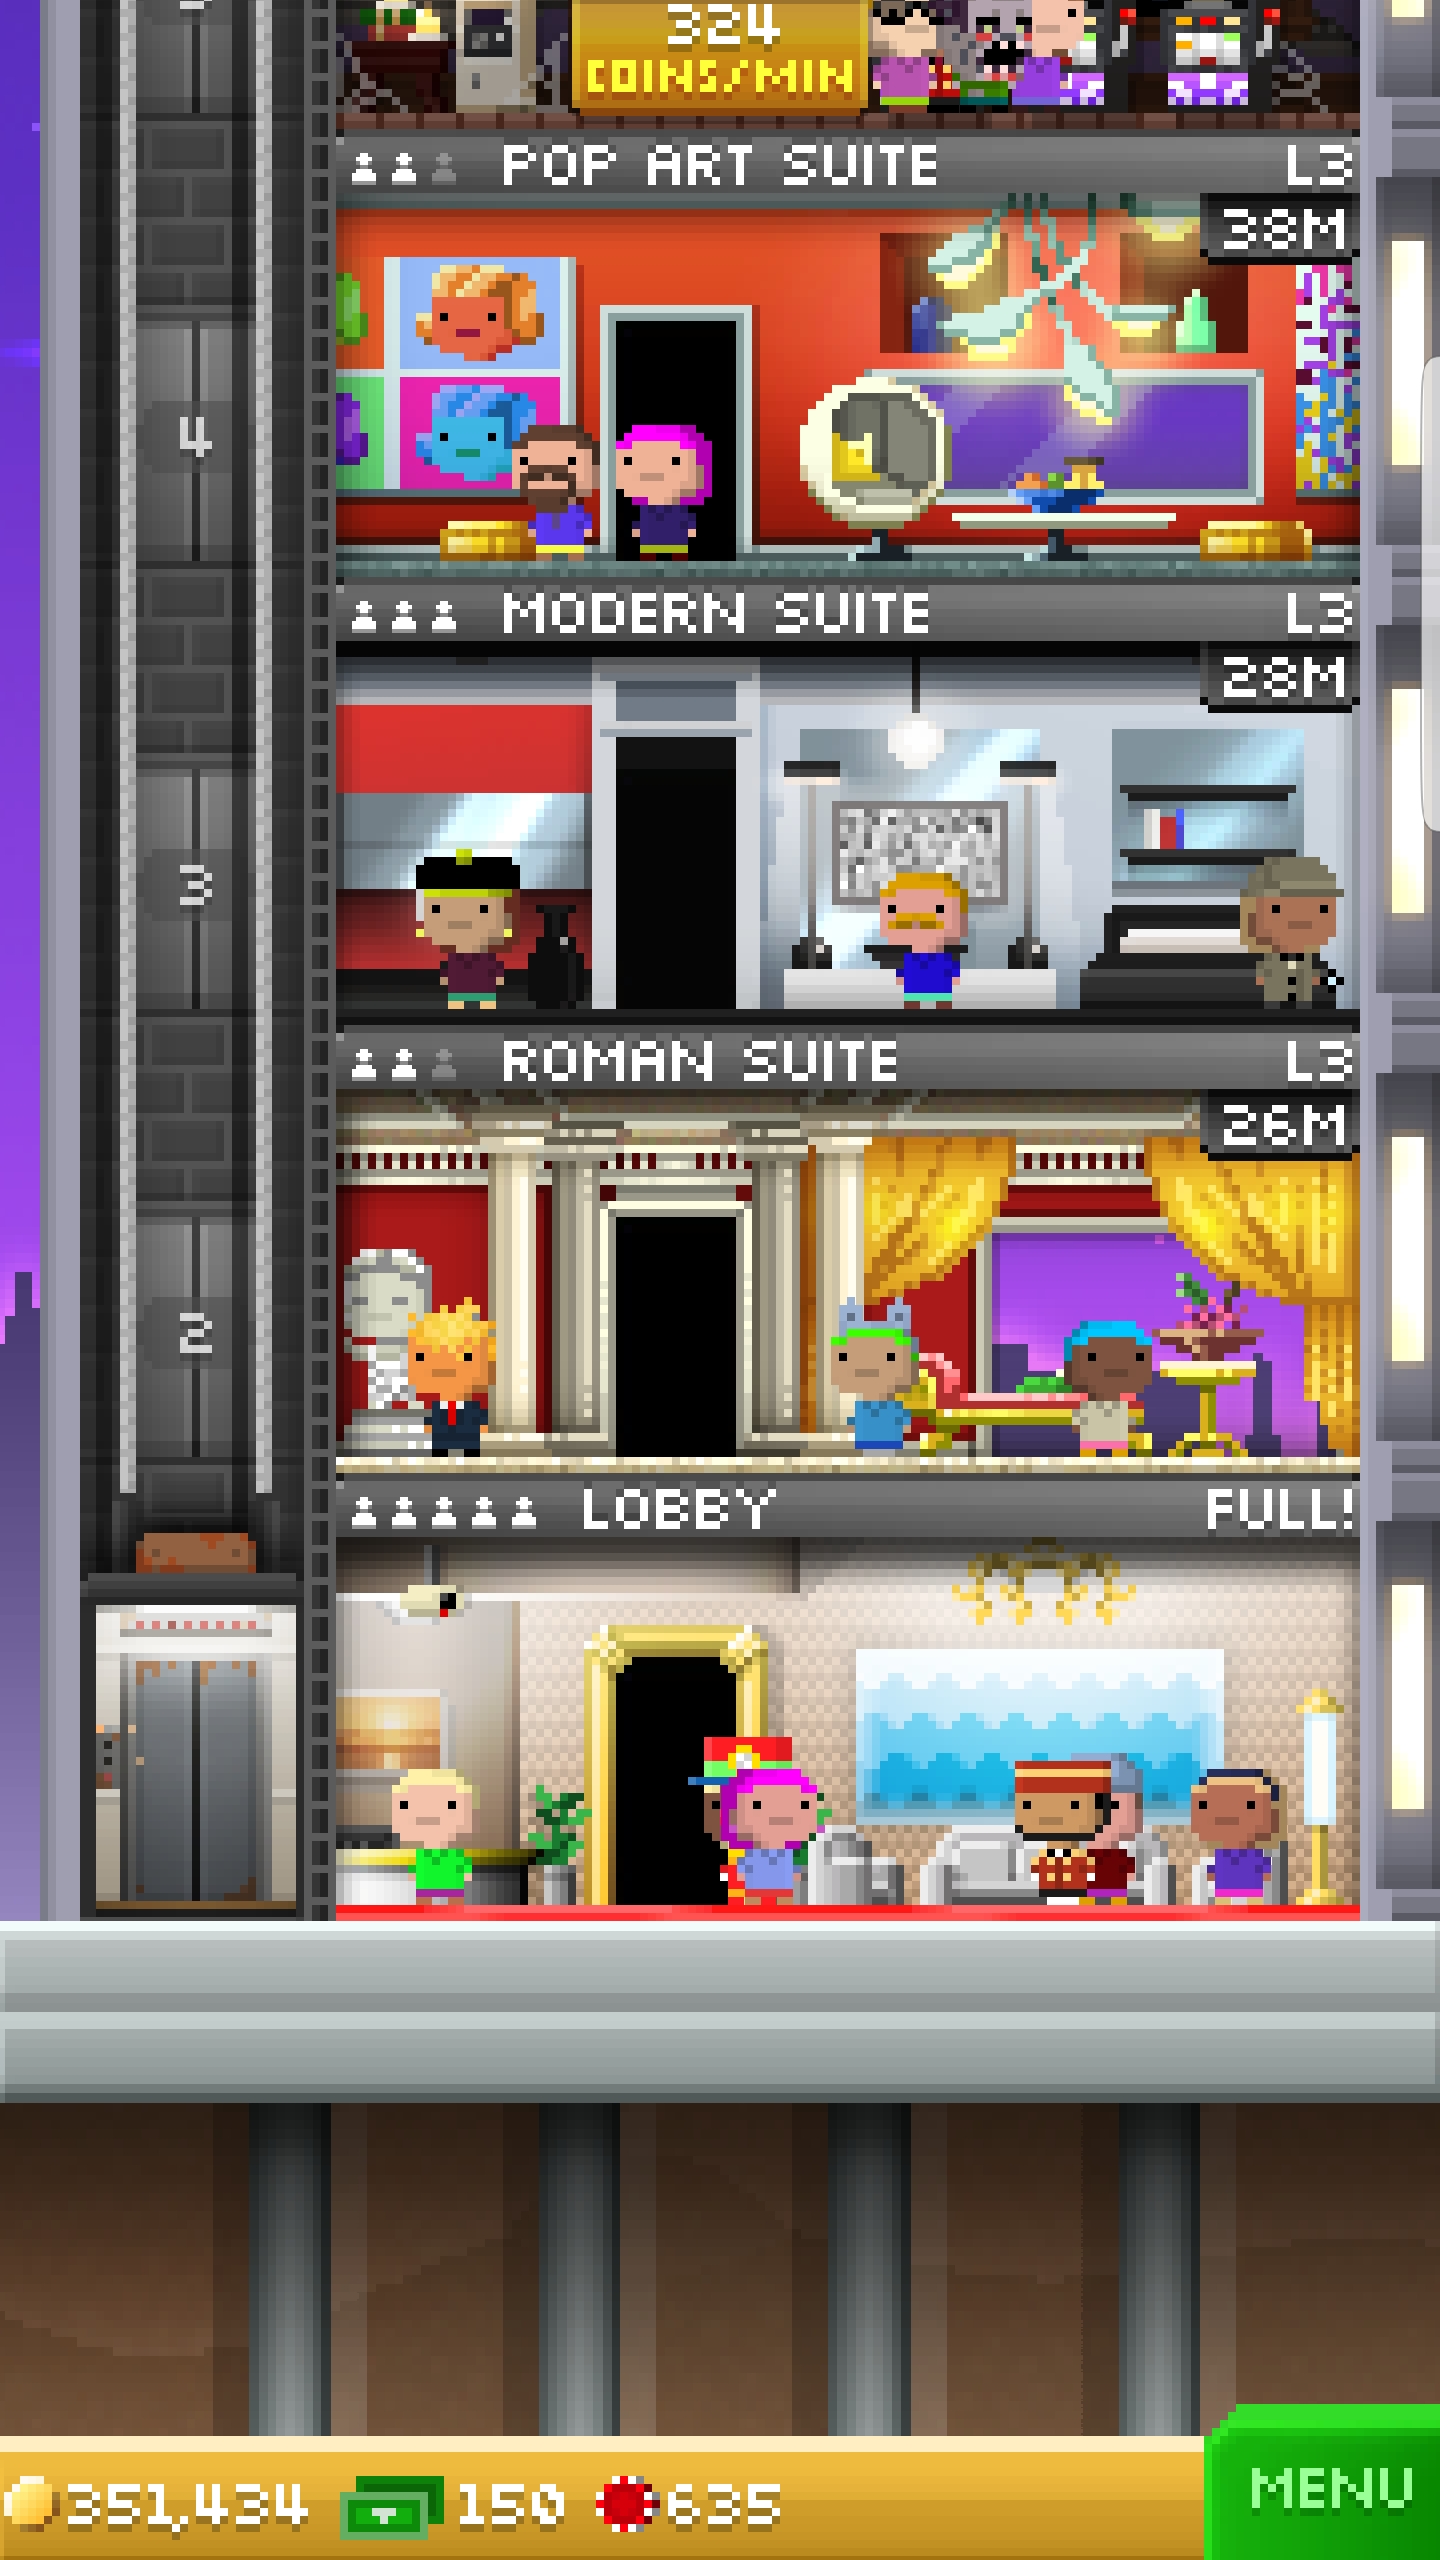 324
COINS/MIN
POP ART SUITE L3
38M
4
MODERN SUITE L3
28M
3
ROMAN SUITE L3
26M
2
LOBBY FULL!
351,434 150 635 MENU